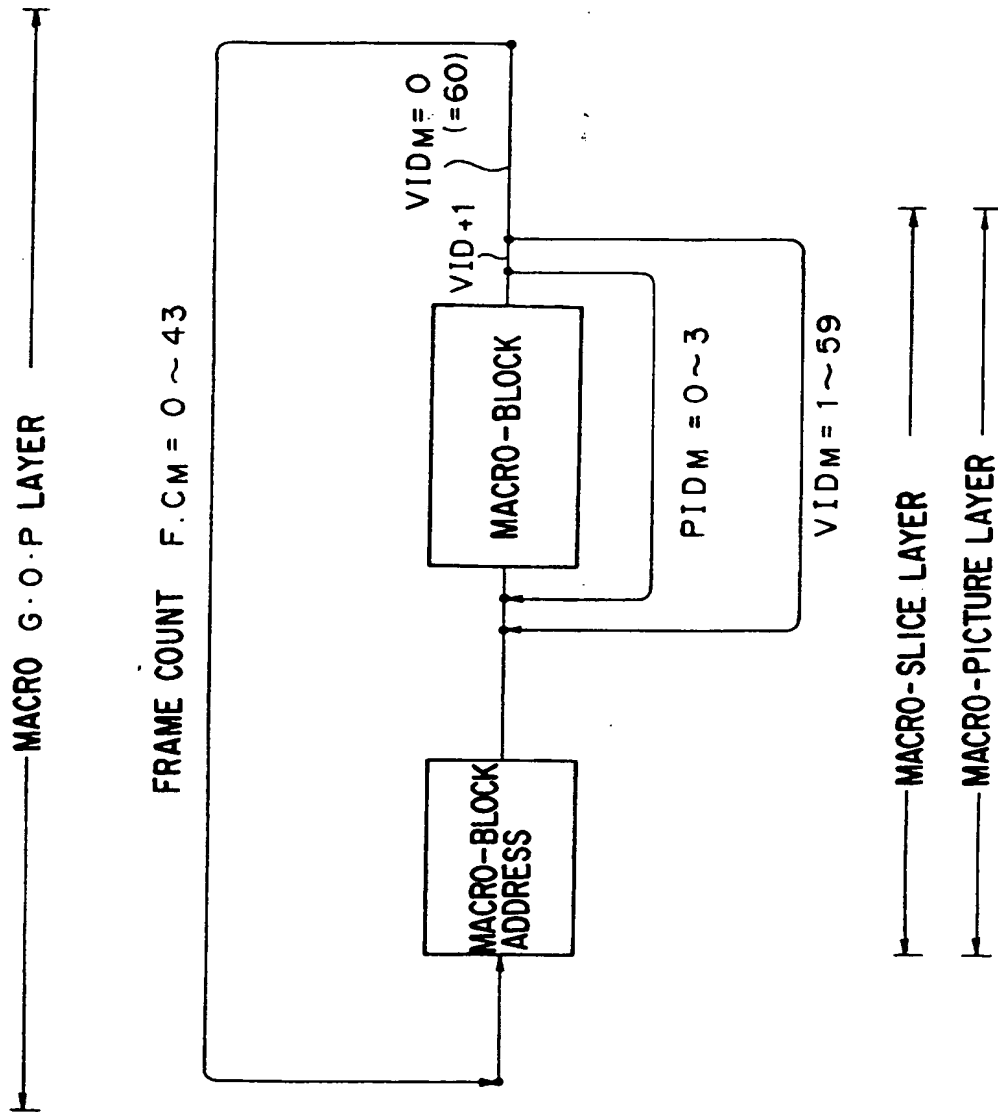 MACRO G·O·P LAYER
FRAME COUNT F.CM = 0 ~ 43
MACRO-BLOCK
ADDRESS
MACRO-BLOCK
VID+1
VIDM = 0
(=60)
PIDM = 0~3
VIDM = 1~59
MACRO-SLICE LAYER
MACRO-PICTURE LAYER